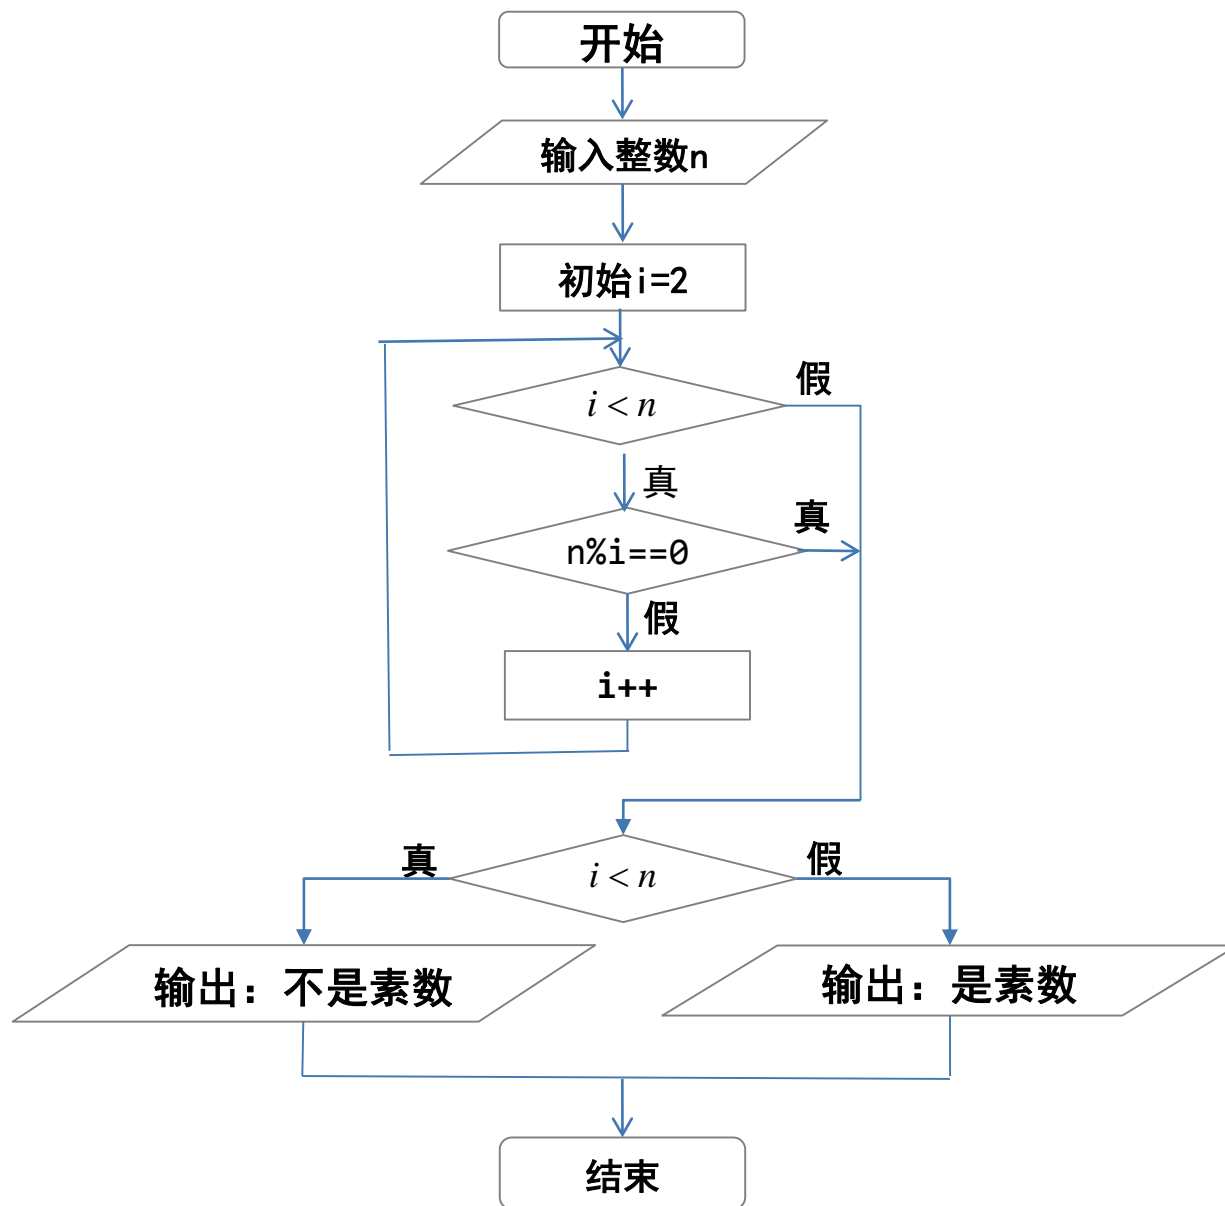 开始
输入整数n
初始i=2
i < n
假
真
n%i==0
真
假
i++
i < n
真
假
输出：不是素数
输出：是素数
结束